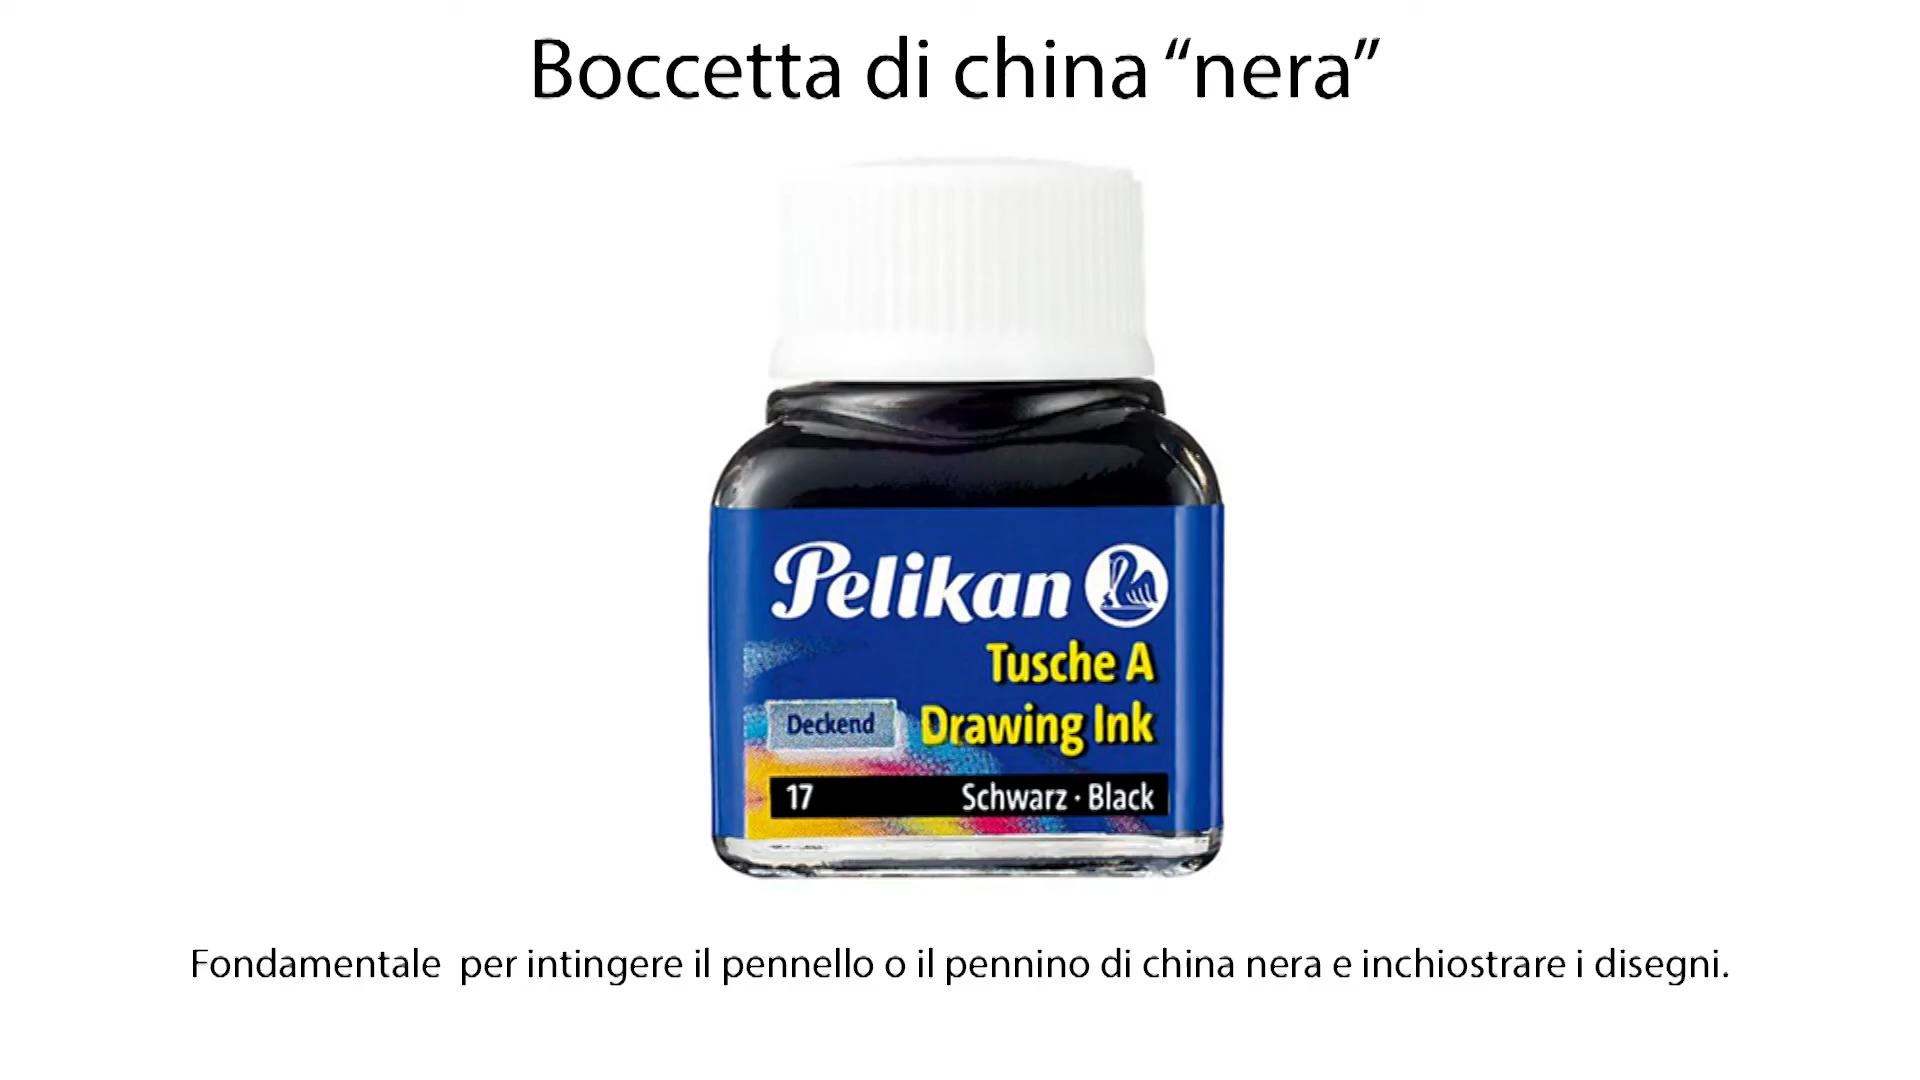 Boccetta di china “nera”
Pelikan
Tusche A
Deckend Drawing Ink
17 Schwarz · Black
Fondamentale per intingere il pennello o il pennino di china nera e inchiostrare i disegni.